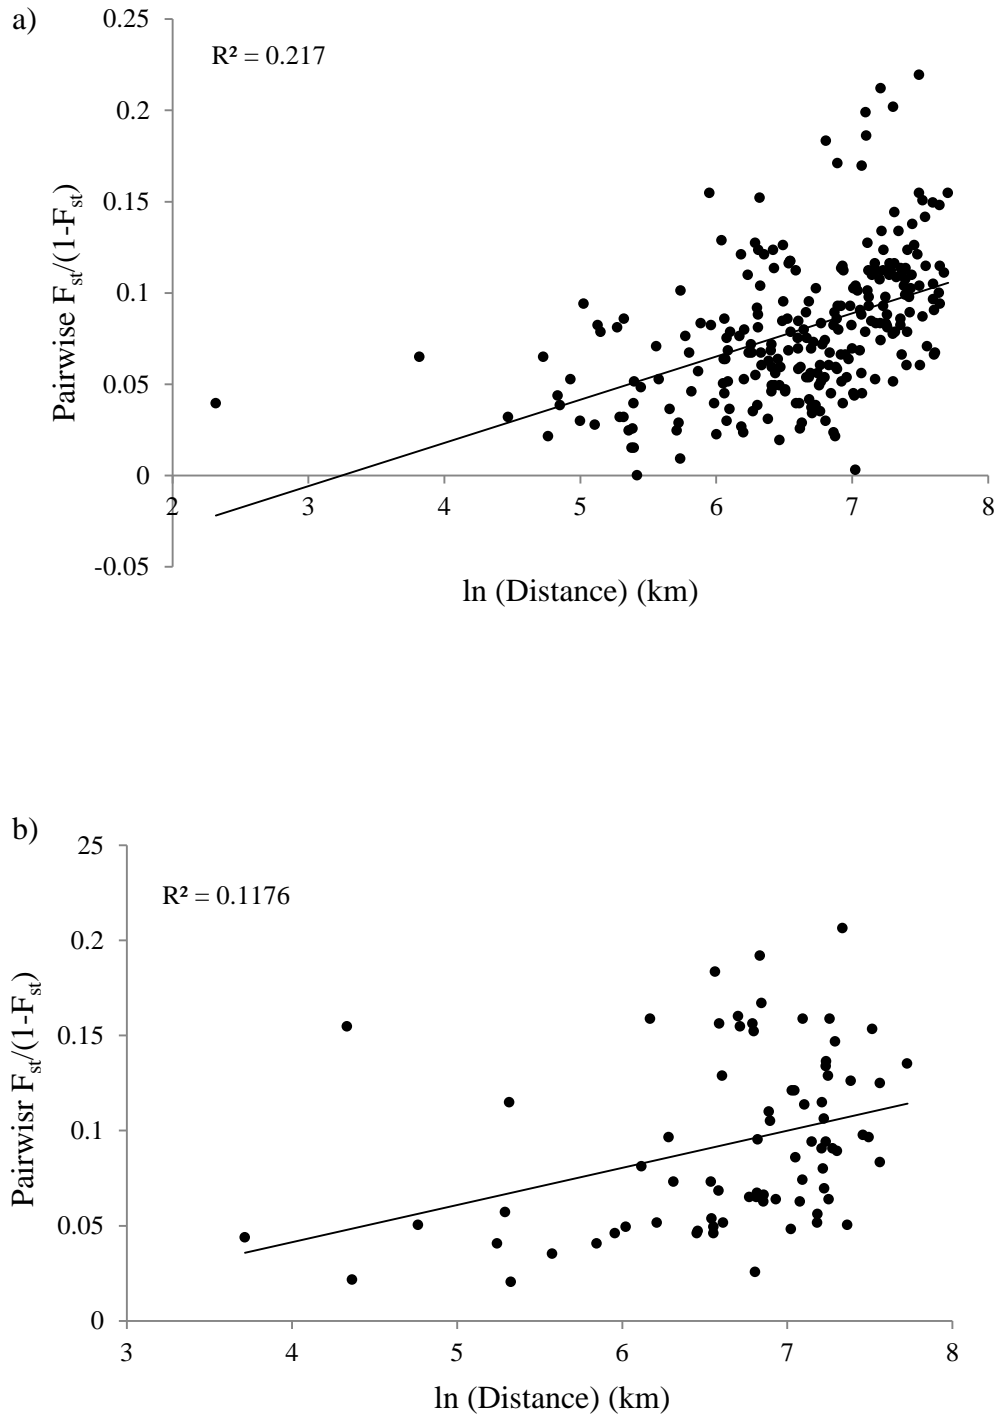 a)
0.25
R² = 0.217
0.2
0.15
0.1
0.05
0
-0.05
Pairwise Fst/(1-Fst)
2 3 4 5 6 7 8
ln (Distance) (km)
b)
25
R² = 0.1176
0.2
0.15
0.1
0.05
0
Pairwisr Fst/(1-Fst)
3 4 5 6 7 8
ln (Distance) (km)